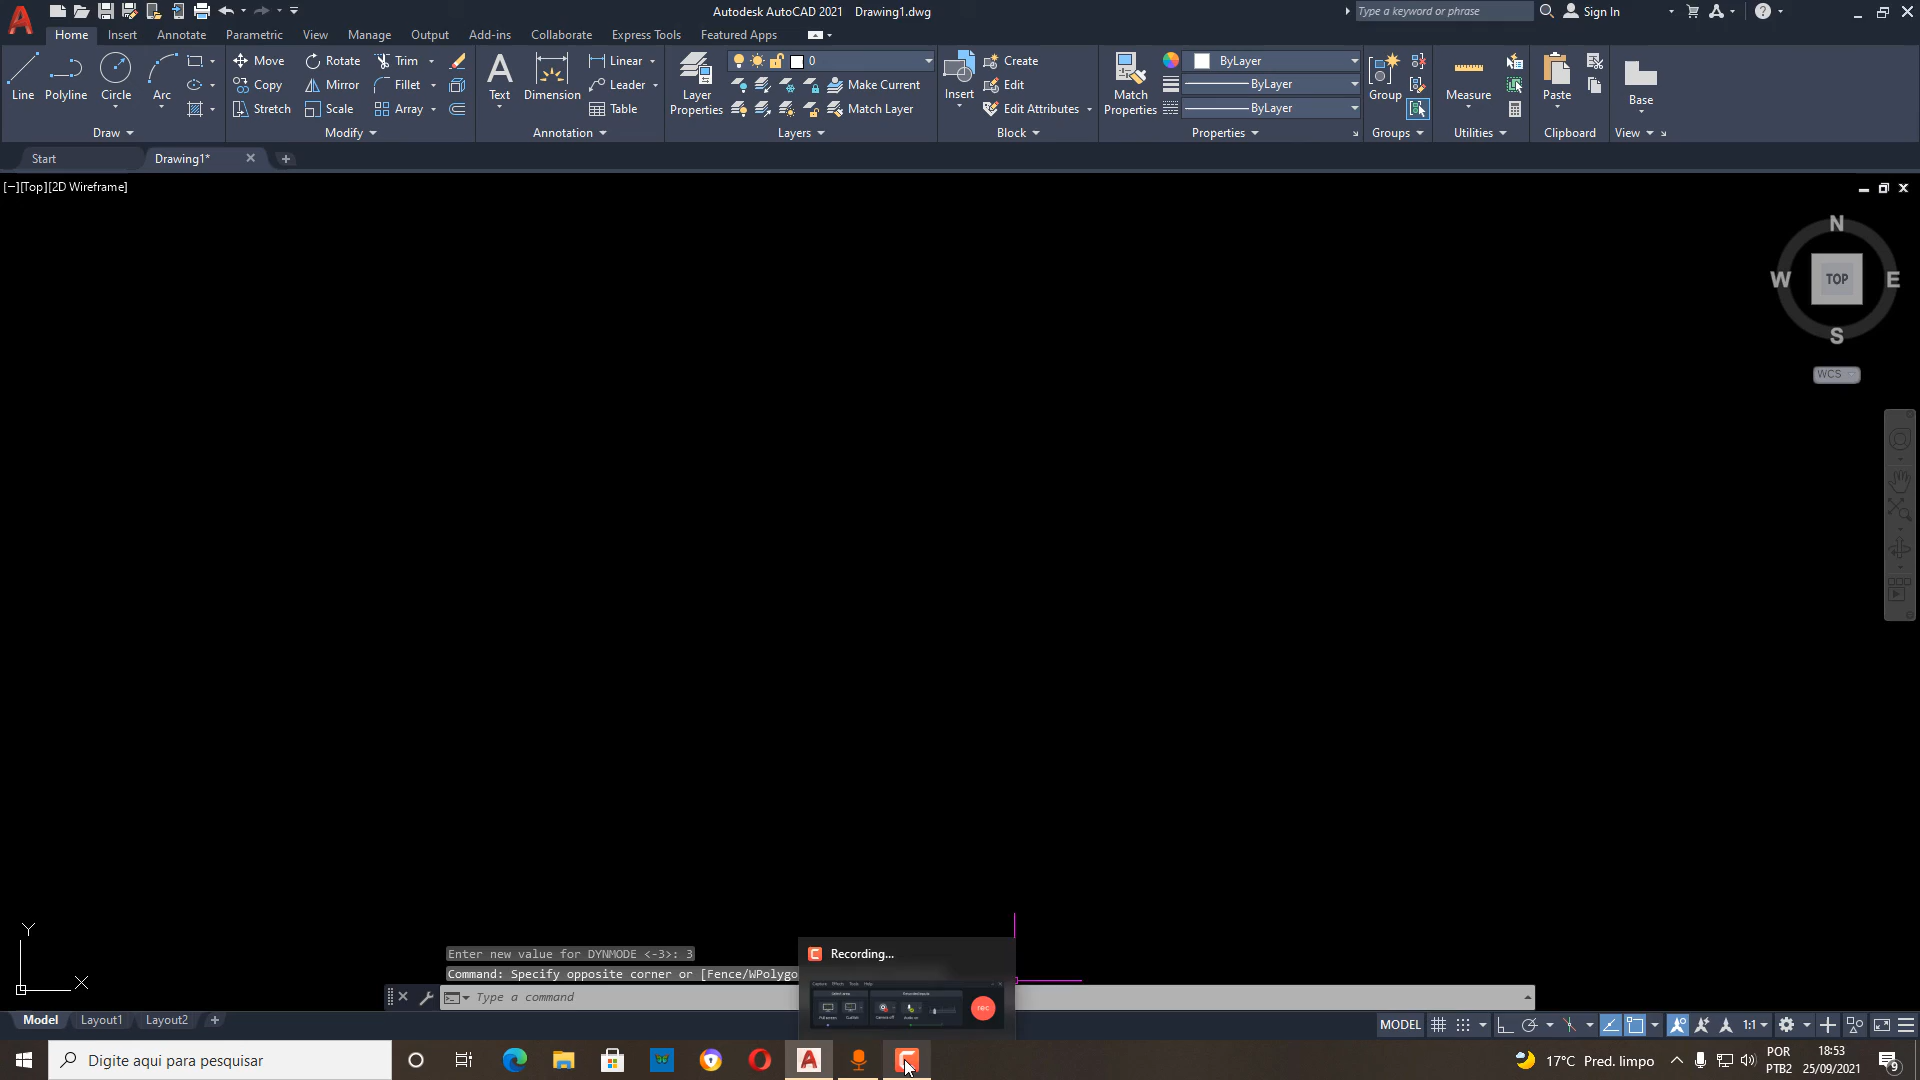 Autodesk AutoCAD 2021 Drawing1.dwg
Type a keyword or phrase
Sign In
Home Insert Annotate Parametric View Manage Output Add-ins Collaborate Express Tools Featured Apps
Line Polyline Circle Arc
Draw
Move Rotate Trim
Copy Mirror Fillet
Stretch Scale Array
Modify
Text Dimension
Linear
Leader
Table
Annotation
Layer Properties
0
Make Current
Match Layer
Layers
Insert
Create
Edit
Edit Attributes
Block
Match Properties
ByLayer
ByLayer
ByLayer
Properties
Group
Groups
Measure
Utilities
Paste
Clipboard
Base
View
Start Drawing1*
[−][Top][2D Wireframe]
N
W TOP E
S
WCS
Y
X
Enter new value for DYNMODE <-3>: 3
Command: Specify opposite corner or [Fence/WPolygo
Type a command
Recording...
rec
Model Layout1 Layout2
MODEL 1:1
Digite aqui para pesquisar
17°C Pred. limpo
POR
PTB2
18:53
25/09/2021
9